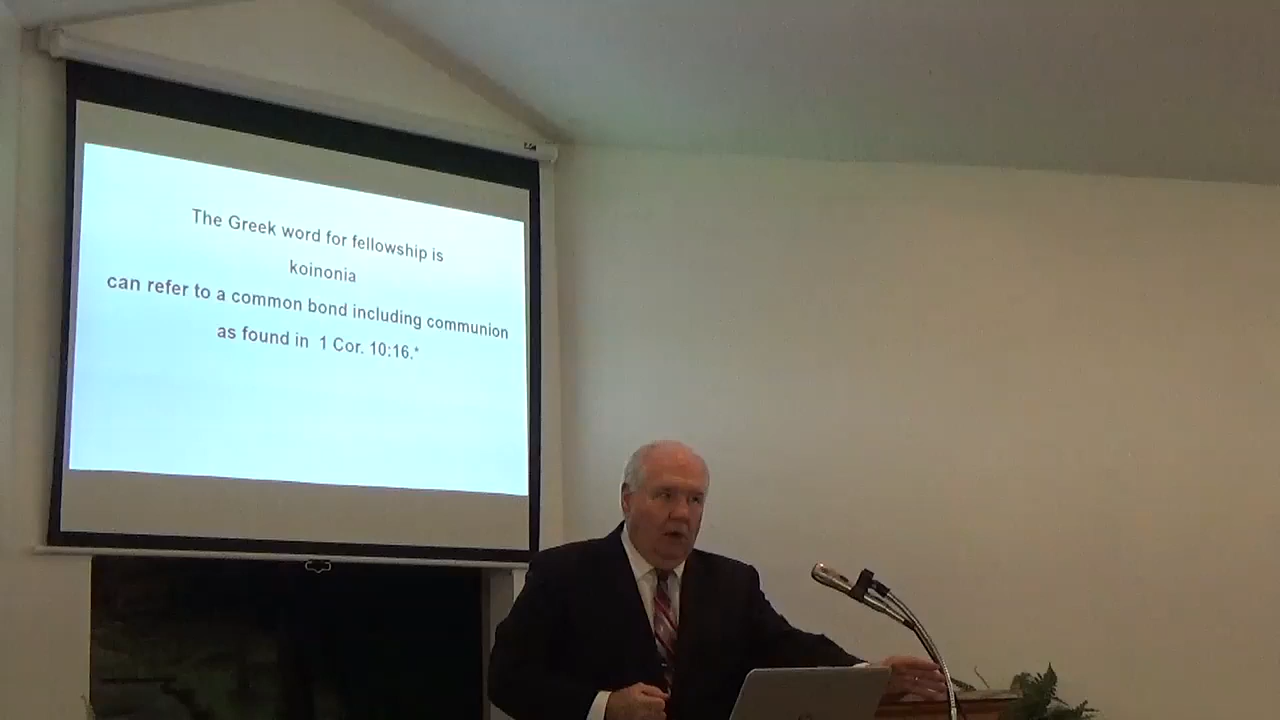 The Greek word for fellowship is
koinonia
can refer to a common bond including communion
as found in 1 Cor. 10:16.*